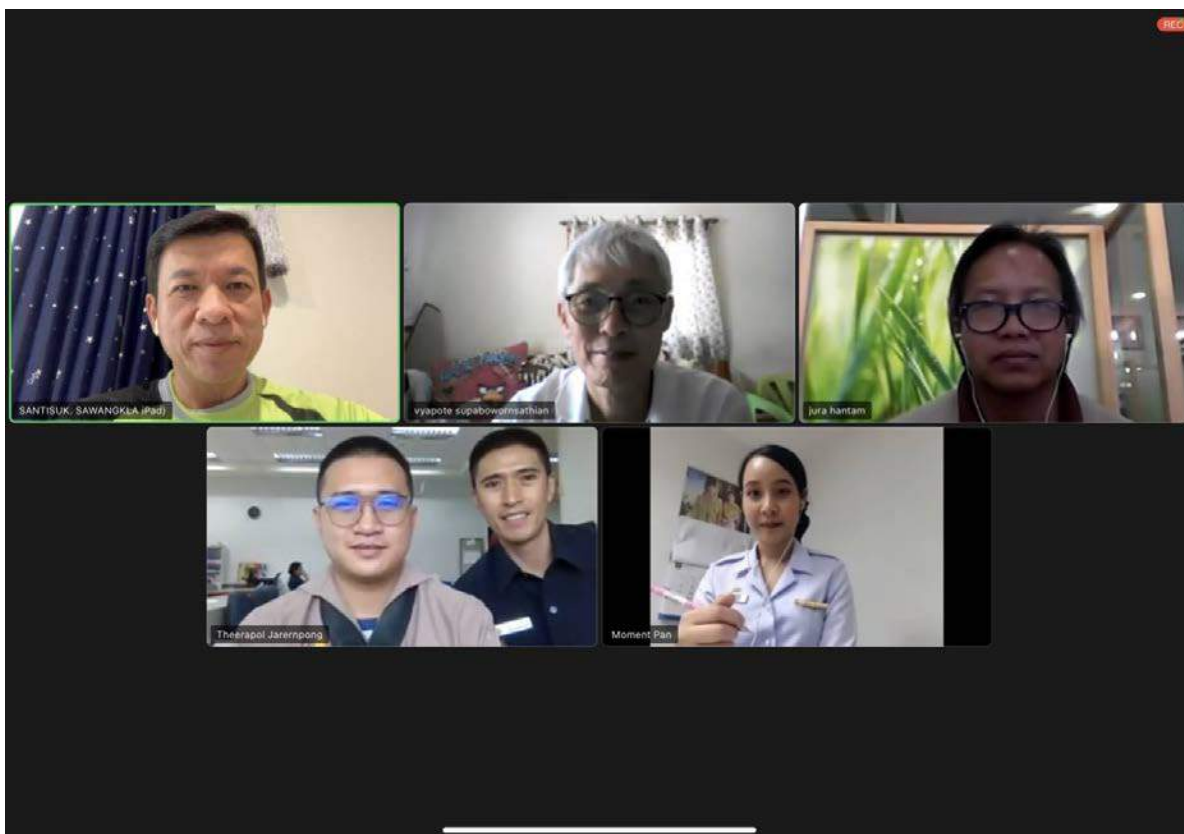 REC
SANTISUK. SAWANGKLA iPad)
vyapote supabowornsathian
jura hantam
Theerapol Jarernpong
Moment Pan